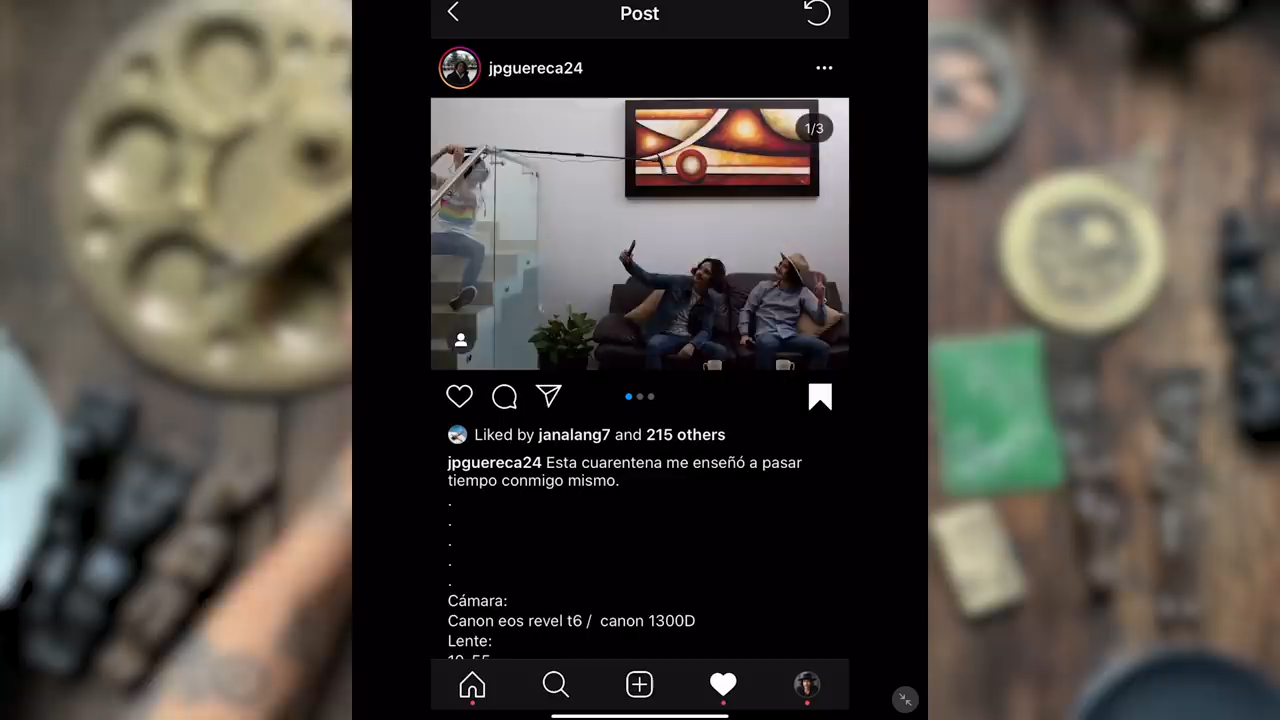 Post
jpguereca24
1/3
Liked by janalang7 and 215 others
jpguereca24 Esta cuarentena me enseñó a pasar
tiempo conmigo mismo.
.
.
.
.
.
Cámara:
Canon eos revel t6 / canon 1300D
Lente: